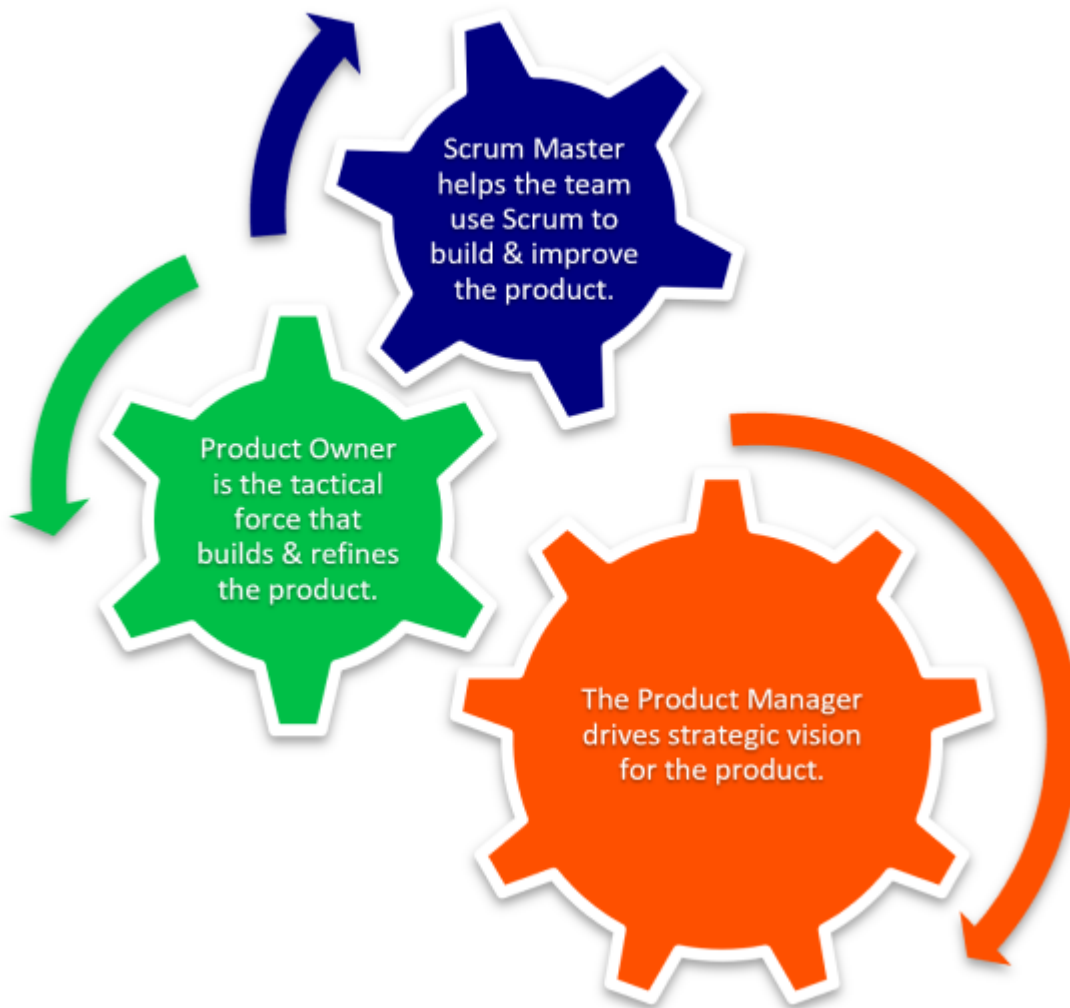 Scrum Master
helps the team
use Scrum to
build & improve
the product.
Product Owner
is the tactical
force that
builds & refines
the product.
The Product Manager
drives strategic vision
for the product.